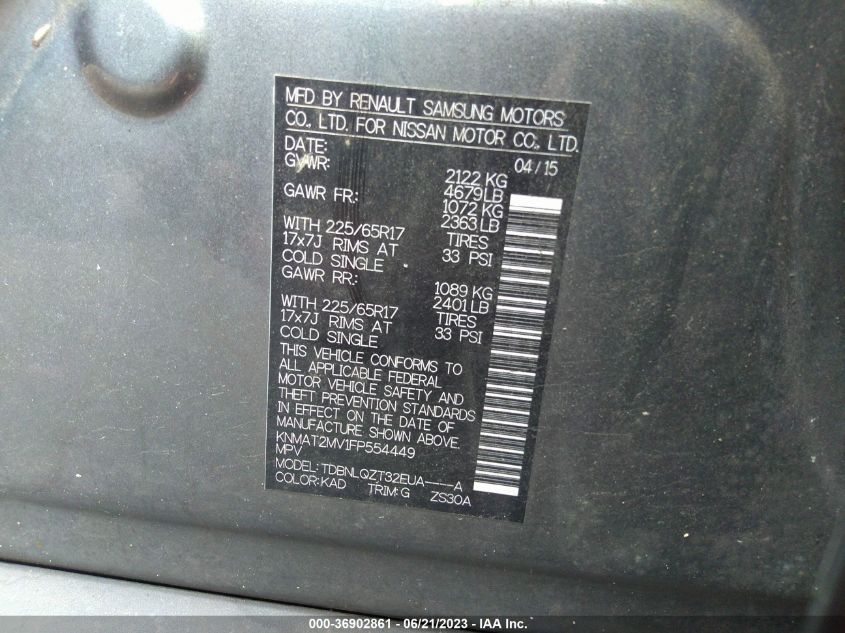 MFD BY RENAULT SAMSUNG MOTORS
CO., LTD. FOR NISSAN MOTOR CO., LTD.
DATE: 04/15
GVWR: 2122 KG
4679LB
GAWR FR: 1072 KG
2363 LB
WITH 225/65R17 TIRES
17x7J RIMS AT 33 PSI
COLD SINGLE
GAWR RR: 1089 KG
2401 LB
WITH 225/65R17 TIRES
17x7J RIMS AT 33 PSI
COLD SINGLE
THIS VEHICLE CONFORMS TO
ALL APPLICABLE FEDERAL
MOTOR VEHICLE SAFETY AND
THEFT PREVENTION STANDARDS
IN EFFECT ON THE DATE OF
MANUFACTURE SHOWN ABOVE.
KNMAT2MV1FP554449
MPV
MODEL: TDBNLQZT32EUA----A
COLOR:KAD TRIM:G ZS30A
000-36902861 - 06/21/2023 - IAA Inc.